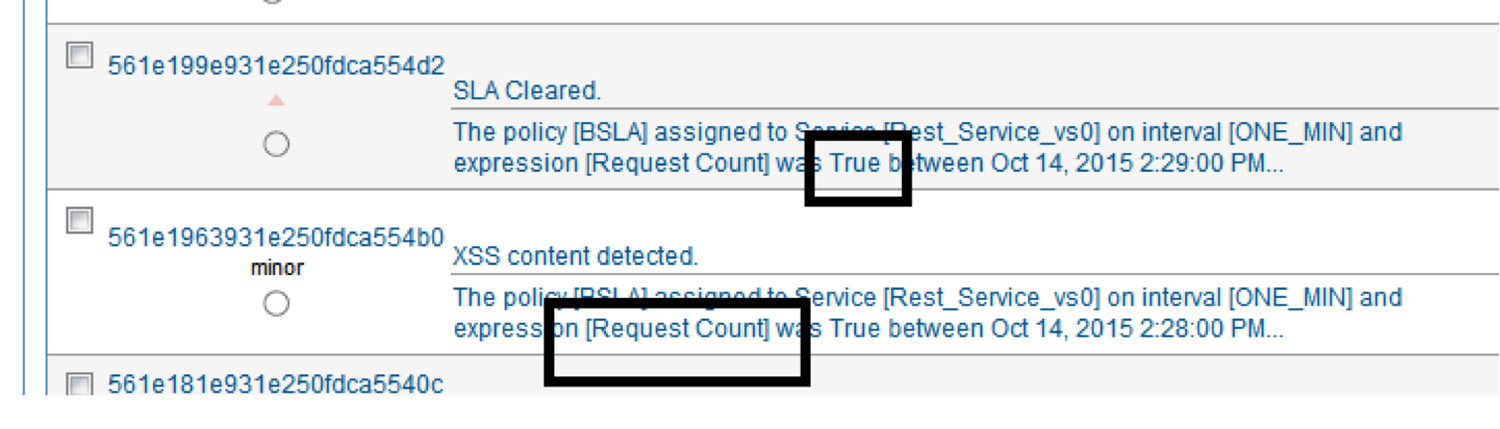 561e199e931e250fdca554d2
SLA Cleared.
The policy [BSLA] assigned to Service [Rest_Service_vs0] on interval [ONE_MIN] and
expression [Request Count] was True between Oct 14, 2015 2:29:00 PM...
561e1963931e250fdca554b0
minor
XSS content detected.
The policy [BSLA] assigned to Service [Rest_Service_vs0] on interval [ONE_MIN] and
expression [Request Count] was True between Oct 14, 2015 2:28:00 PM...
561e181e931e250fdca5540c